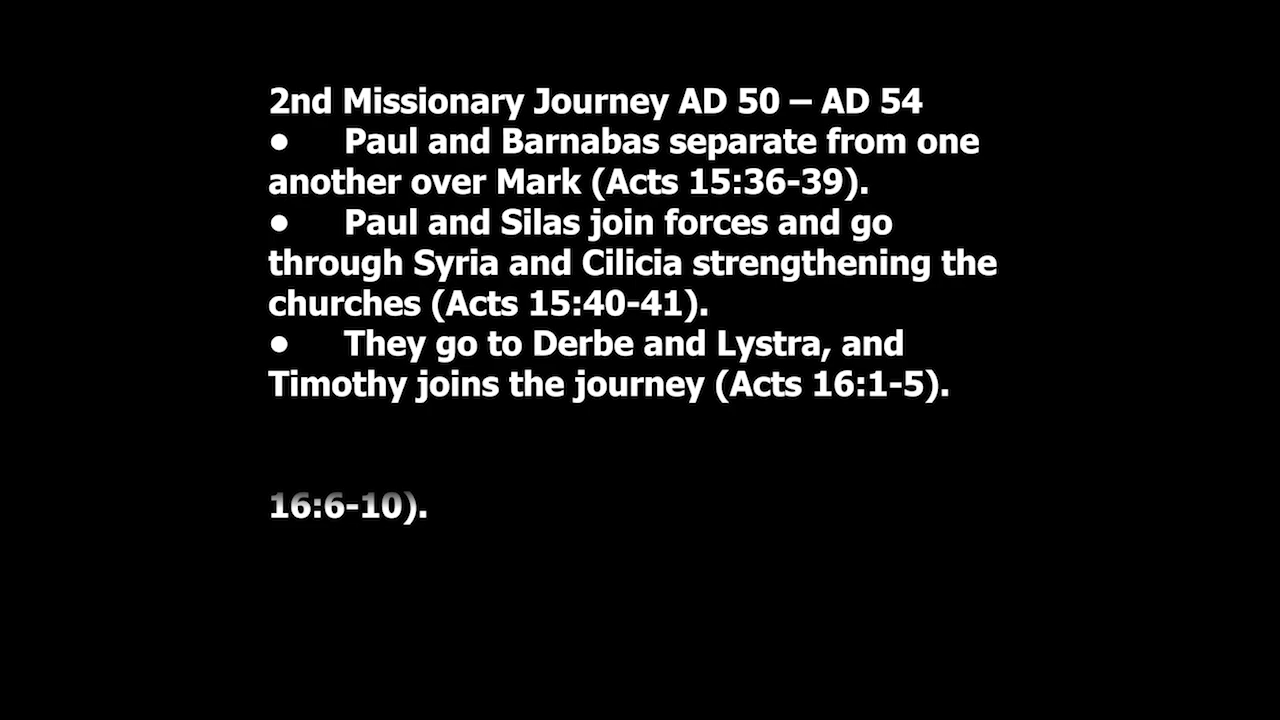 2nd Missionary Journey AD 50 – AD 54
● Paul and Barnabas separate from one
another over Mark (Acts 15:36-39).
● Paul and Silas join forces and go
through Syria and Cilicia strengthening the
churches (Acts 15:40-41).
● They go to Derbe and Lystra, and
Timothy joins the journey (Acts 16:1-5).
16:6-10).